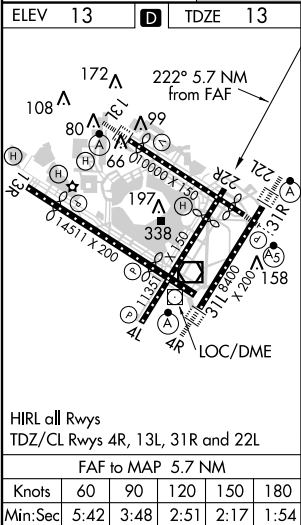 ELEV 13 D TDZE 13
172
222° 5.7 NM
from FAF
108
13L
99
80
A
66
P
H
H
10000 X 150
22R
22L
H
A
13R
P
197
H
31R
338
14511 X 200
P
11351 X 150
P
A5
158
8400 X 200
31L
P
4L
A
4R
LOC/DME
HIRL all Rwys
TDZ/CL Rwys 4R, 13L, 31R and 22L
FAF to MAP 5.7 NM
Knots 60 90 120 150 180
Min:Sec 5:42 3:48 2:51 2:17 1:54